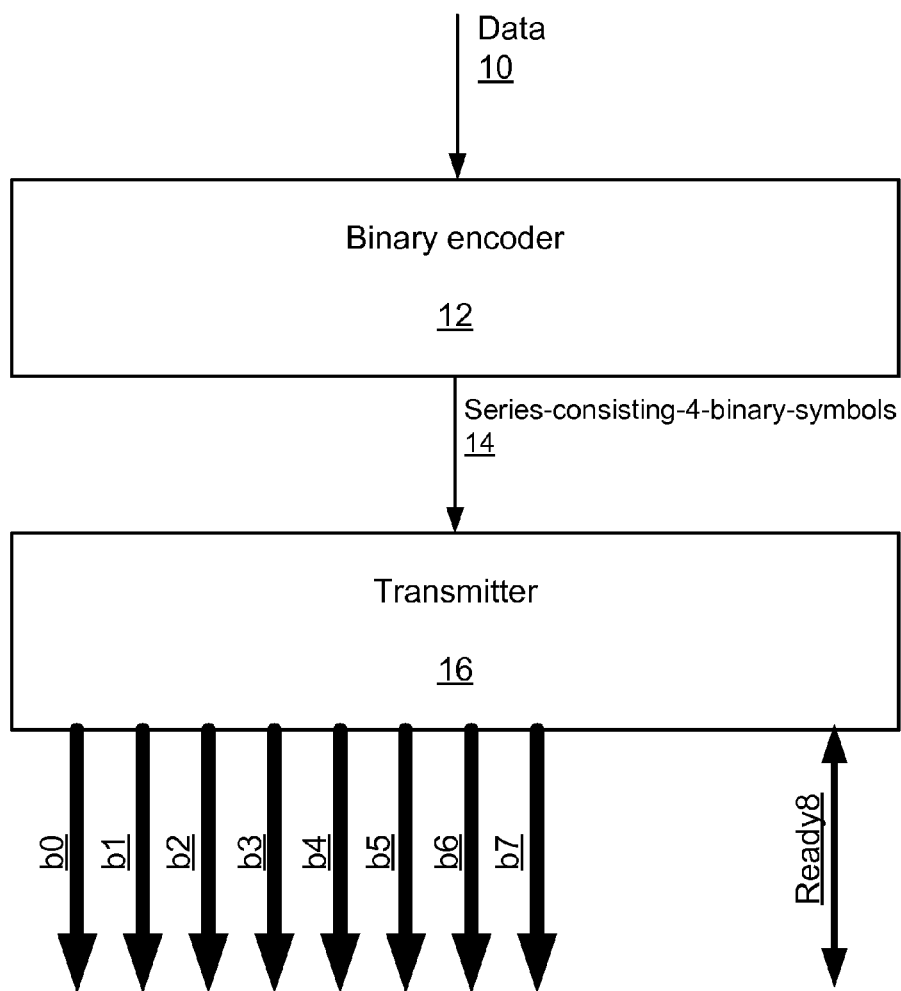 Data
10
Binary encoder
12
Series-consisting-4-binary-symbols
14
Transmitter
16
b0
b1
b2
b3
b4
b5
b6
b7
Ready8